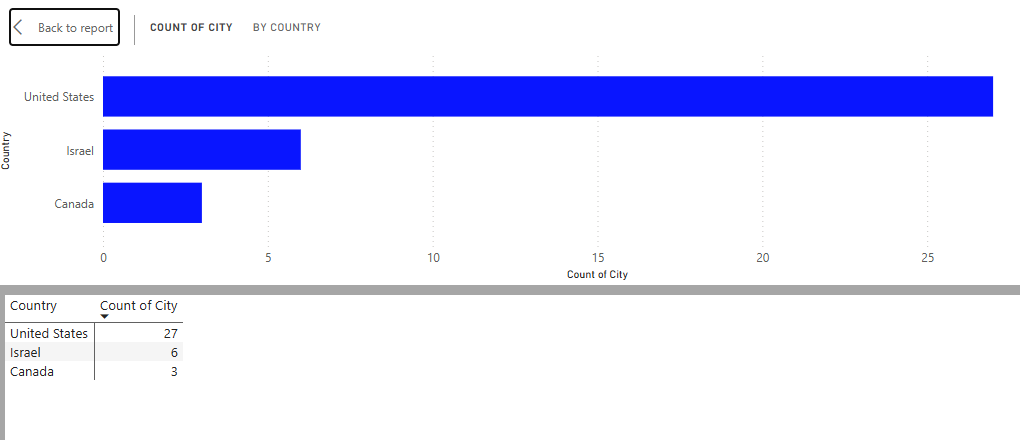 Back to report COUNT OF CITY BY COUNTRY
United States
Israel
Canada
Country
0 5 10 15 20 25
Count of City
Country Count of City
United States 27
Israel 6
Canada 3